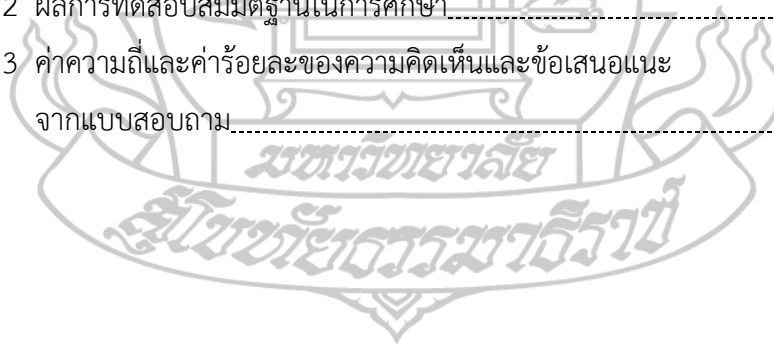 2 ผลการทดสอบสมมติฐานในการศึกษา
3 ค่าความถี่และค่าร้อยละของความคิดเห็นและข้อเสนอแนะ
จากแบบสอบถาม
มหาวิทยาลัย
สุโขทัยธรรมาธิราช